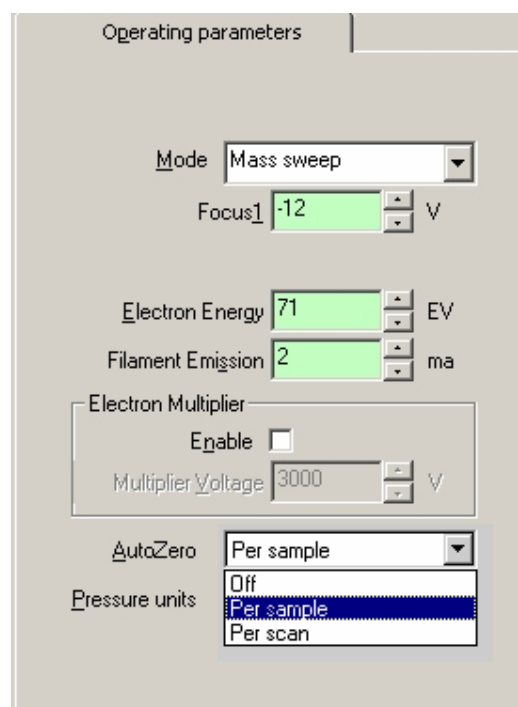 Operating parameters
Mode Mass sweep
Focus1 -12 V
Electron Energy 71 EV
Filament Emission 2 ma
Electron Multiplier
Enable
Multiplier Voltage 3000 V
AutoZero Per sample
Off
Pressure units Per sample
Per scan